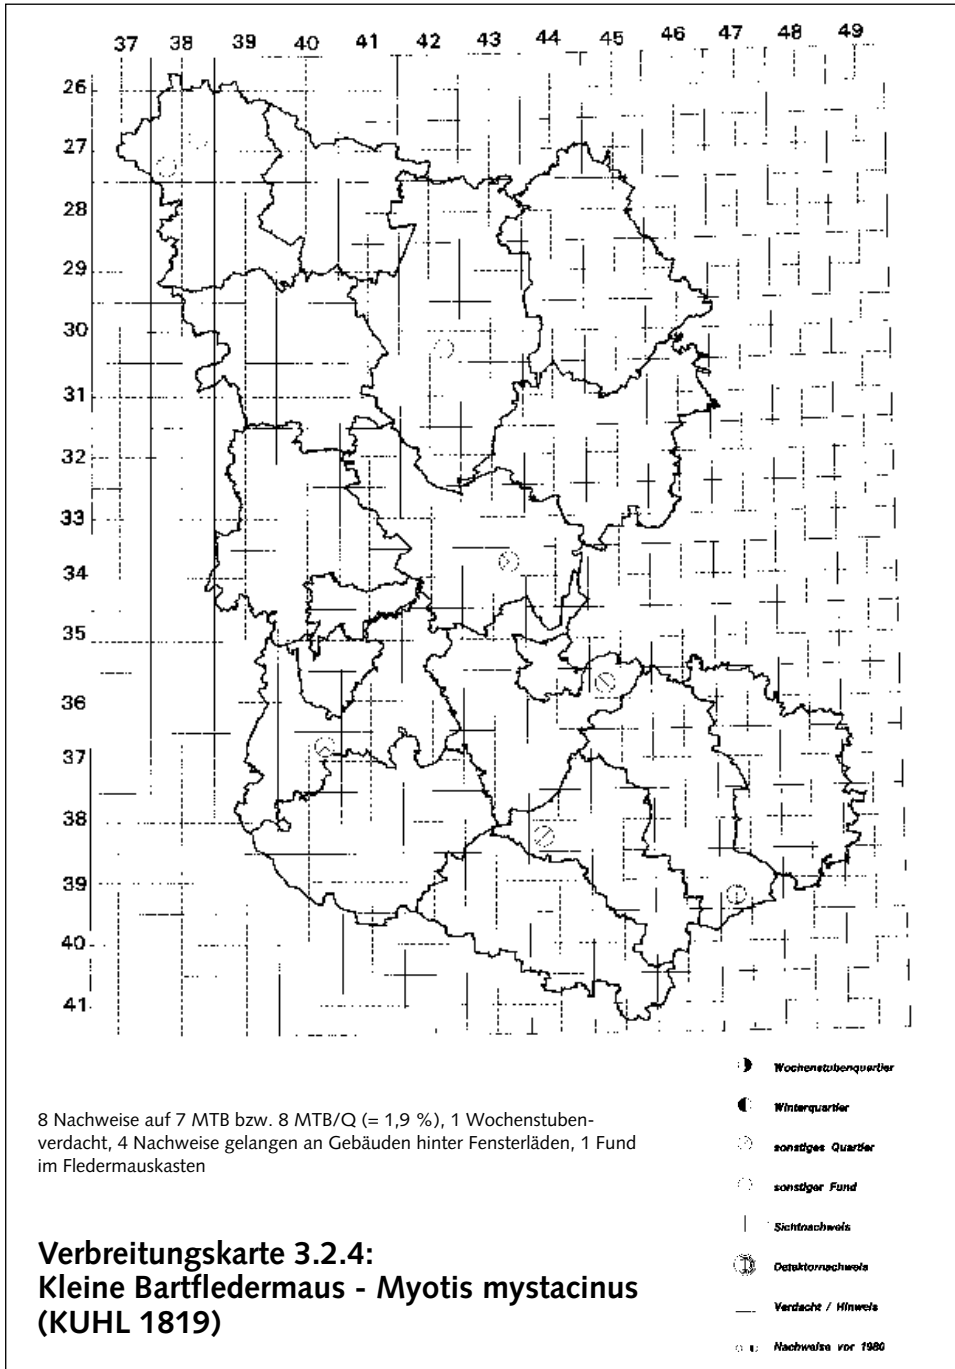 37 38 39 40 41 42 43 44 45 46 47 48 49
26
27
28
29
30
31
32
33
34
35
36
37
38
39
40
41
Wochenstubenquartier
Winterquartier
sonstiges Quartier
sonstiger Fund
Sichtnachweis
Detektornachweis
Verdacht / Hinweis
Nachweise vor 1980
8 Nachweise auf 7 MTB bzw. 8 MTB/Q (= 1,9 %), 1 Wochenstuben-
verdacht, 4 Nachweise gelangen an Gebäuden hinter Fensterläden, 1 Fund
im Fledermauskasten
Verbreitungskarte 3.2.4:
Kleine Bartfledermaus - Myotis mystacinus
(KUHL 1819)